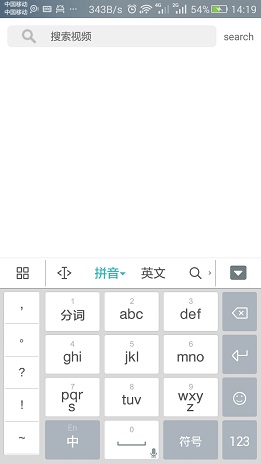 中国移动
中国移动
343B/s 4G 2G 54% 14:19
搜索视频 search
拼音 英文
, 1 分词 2 abc 3 def
。 4 ghi 5 jkl 6 mno
? 7 pqrs 8 tuv 9 wxyz
!
~ En 中 0 符号 123